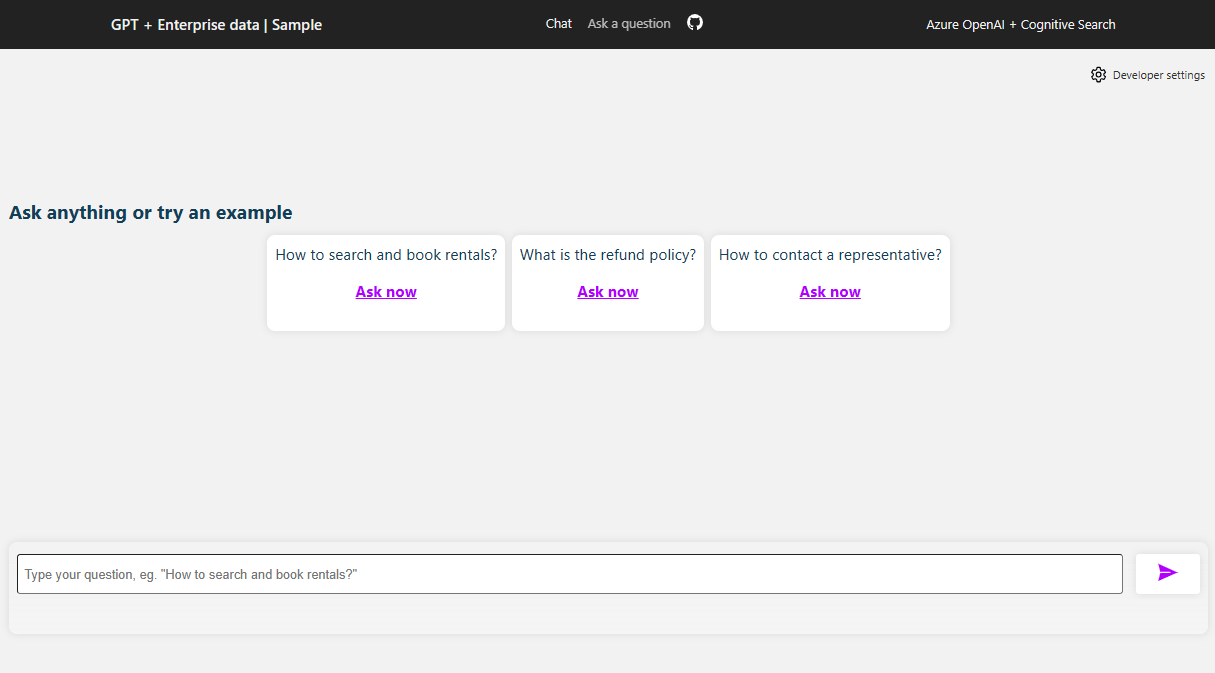 GPT + Enterprise data | Sample
Chat
Ask a question
Azure OpenAI + Cognitive Search
Developer settings
Ask anything or try an example
How to search and book rentals?
Ask now
What is the refund policy?
Ask now
How to contact a representative?
Ask now
Type your question, eg. "How to search and book rentals?"